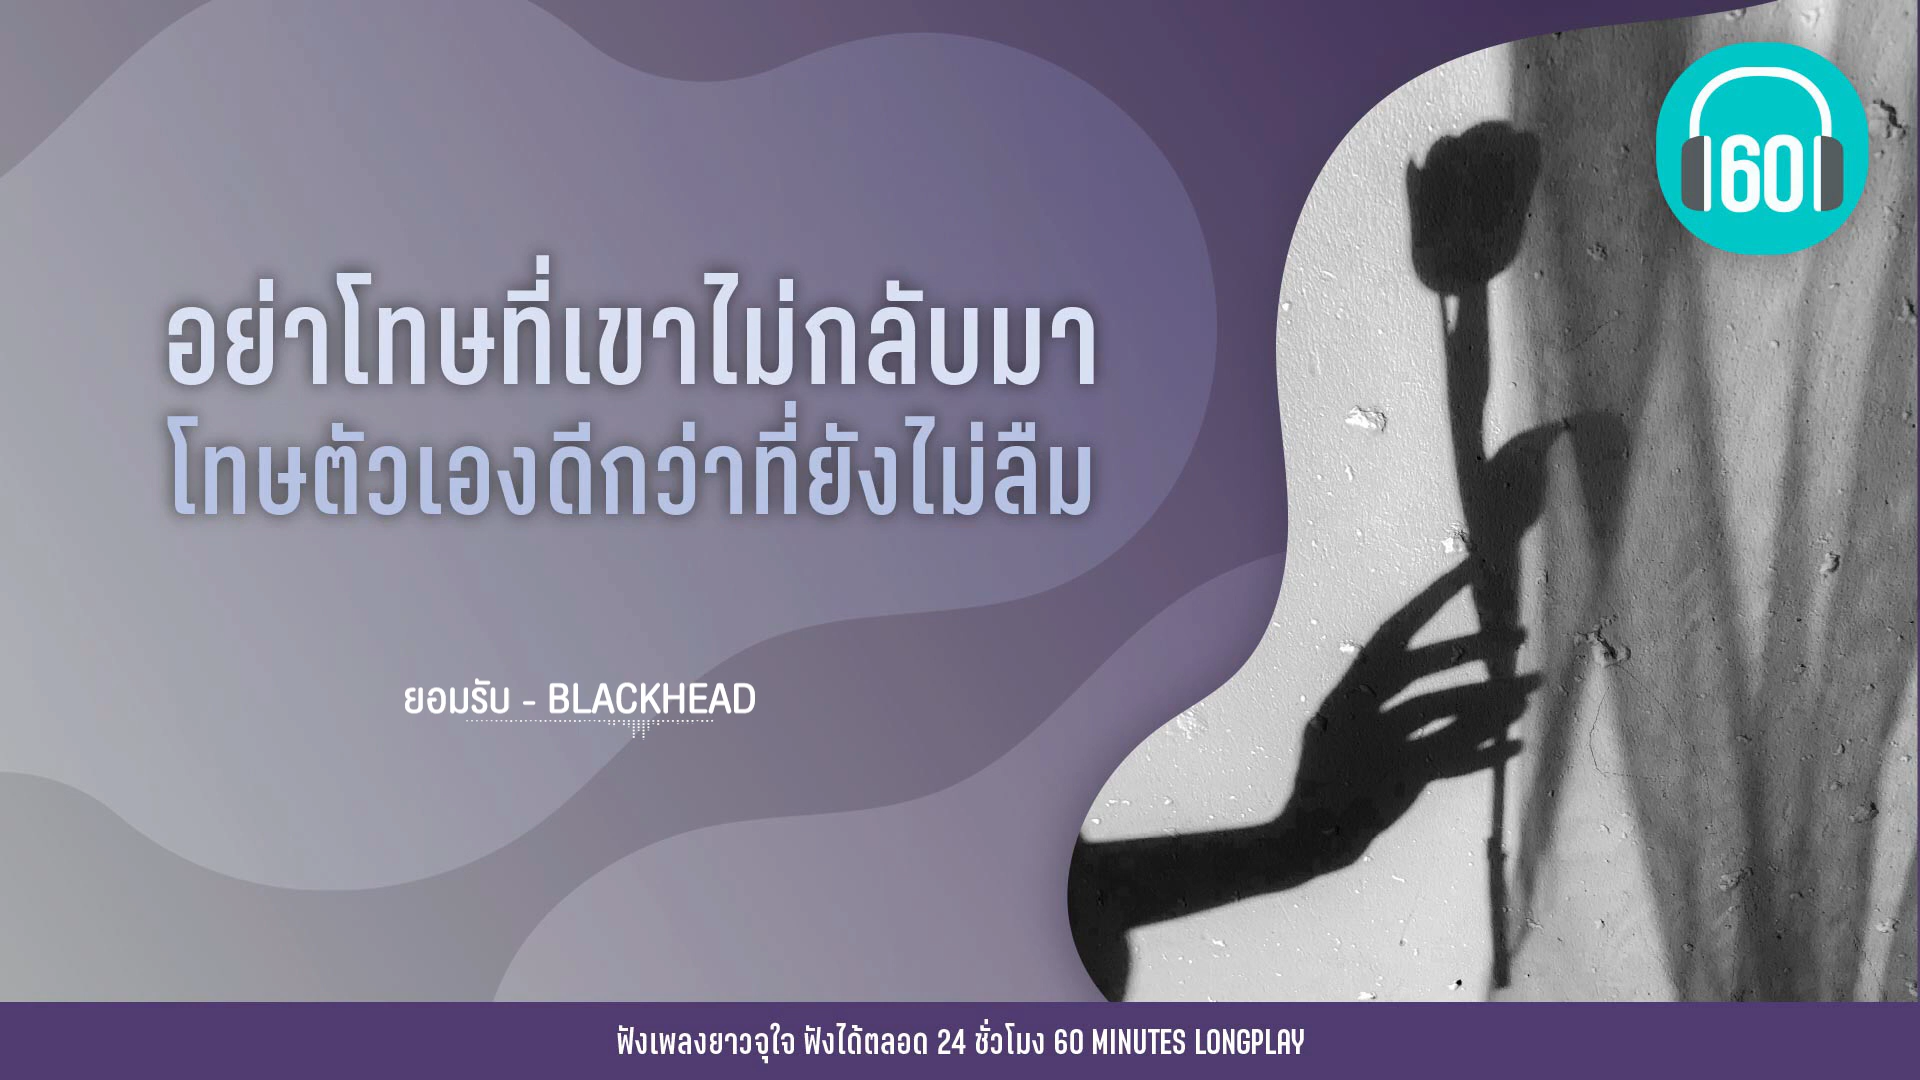 60
อย่าโทษที่เขาไม่กลับมา
โทษตัวเองดีกว่าที่ยังไม่ลืม
ยอมรับ - BLACKHEAD
ฟังเพลงยาวจุใจ ฟังได้ตลอด 24 ชั่วโมง 60 MINUTES LONGPLAY